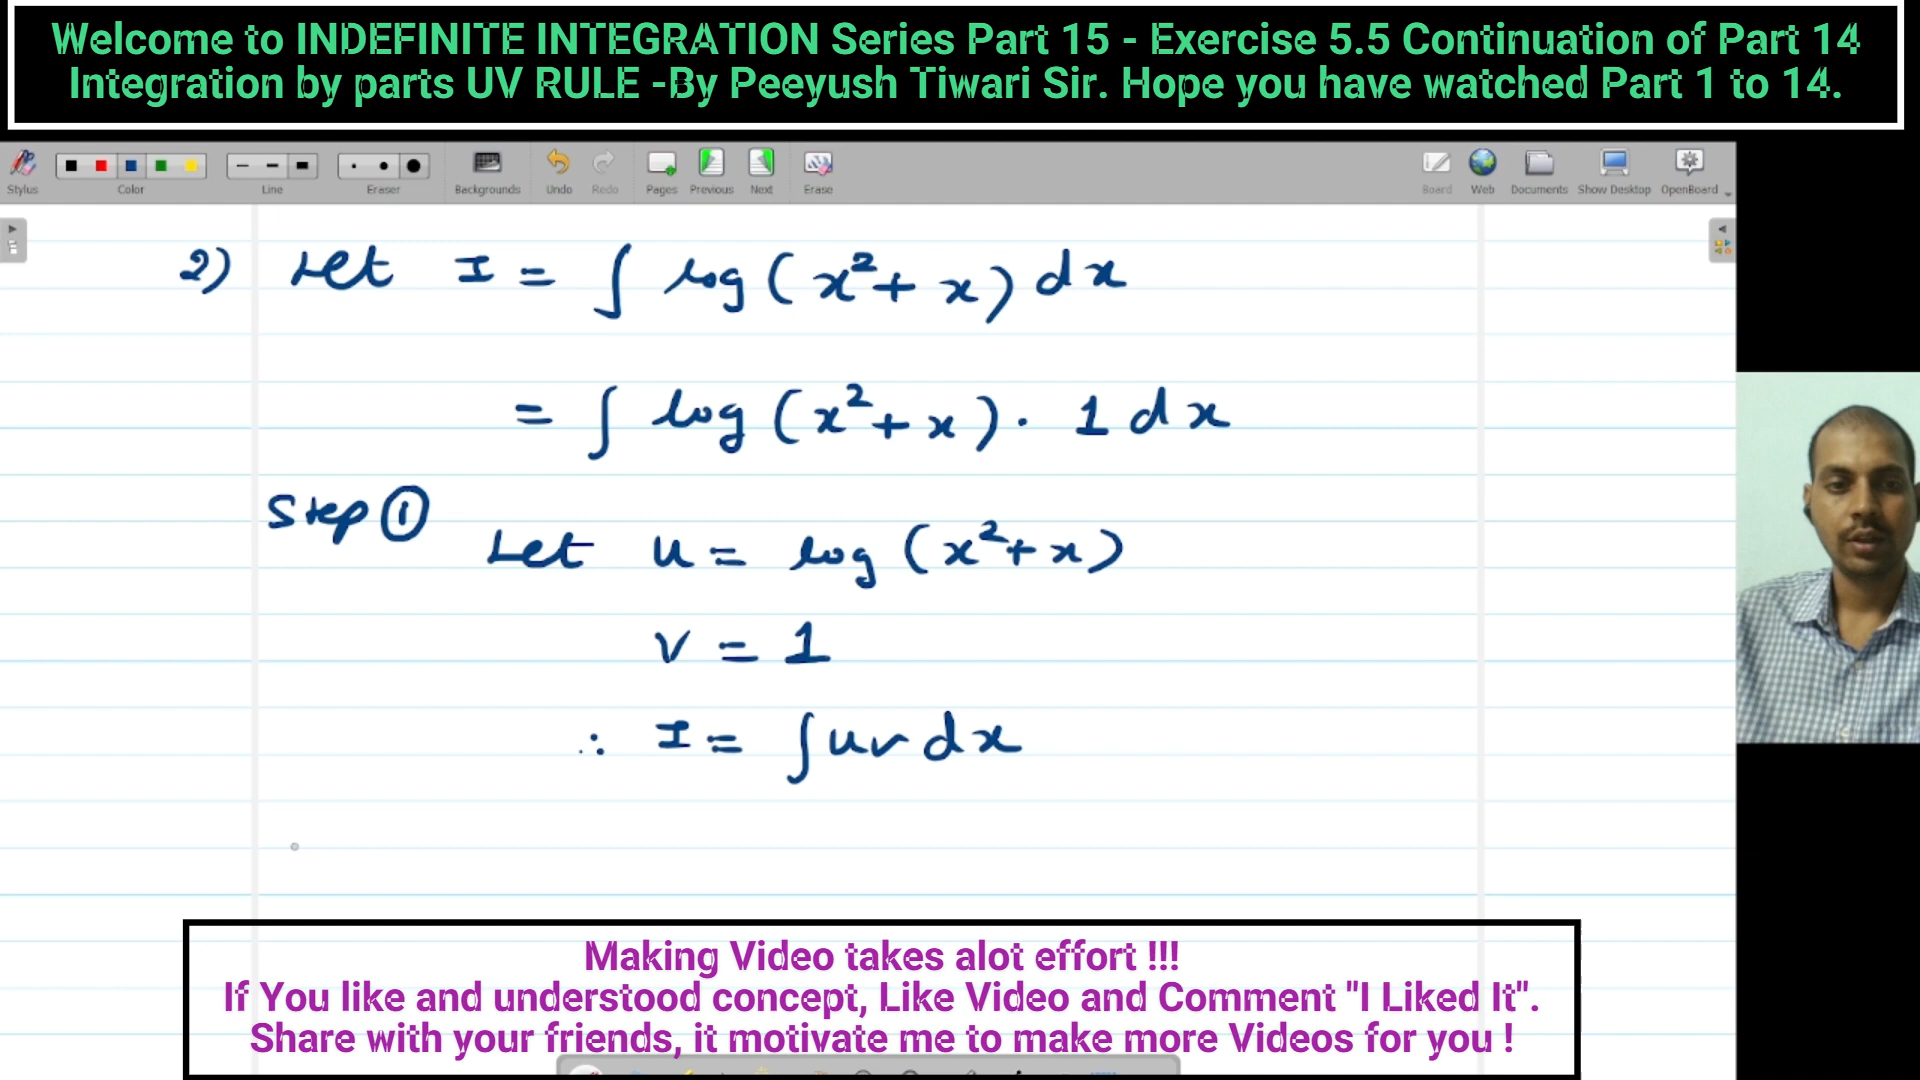 Welcome to INDEFINITE INTEGRATION Series Part 15 - Exercise 5.5 Continuation of Part 14
Integration by parts UV RULE -By Peeyush Tiwari Sir. Hope you have watched Part 1 to 14.
Stylus Color Line Eraser Backgrounds Undo Redo Pages Previous Next Erase Board Web Documents Show Desktop OpenBoard
2) Let I = ∫ log (x² + x) dx
= ∫ log (x² + x) . 1 dx
Step ①
Let u = log (x² + x)
v = 1
∴ I = ∫ u v dx
Making Video takes alot effort !!!
If You like and understood concept, Like Video and Comment "I Liked It".
Share with your friends, it motivate me to make more Videos for you !